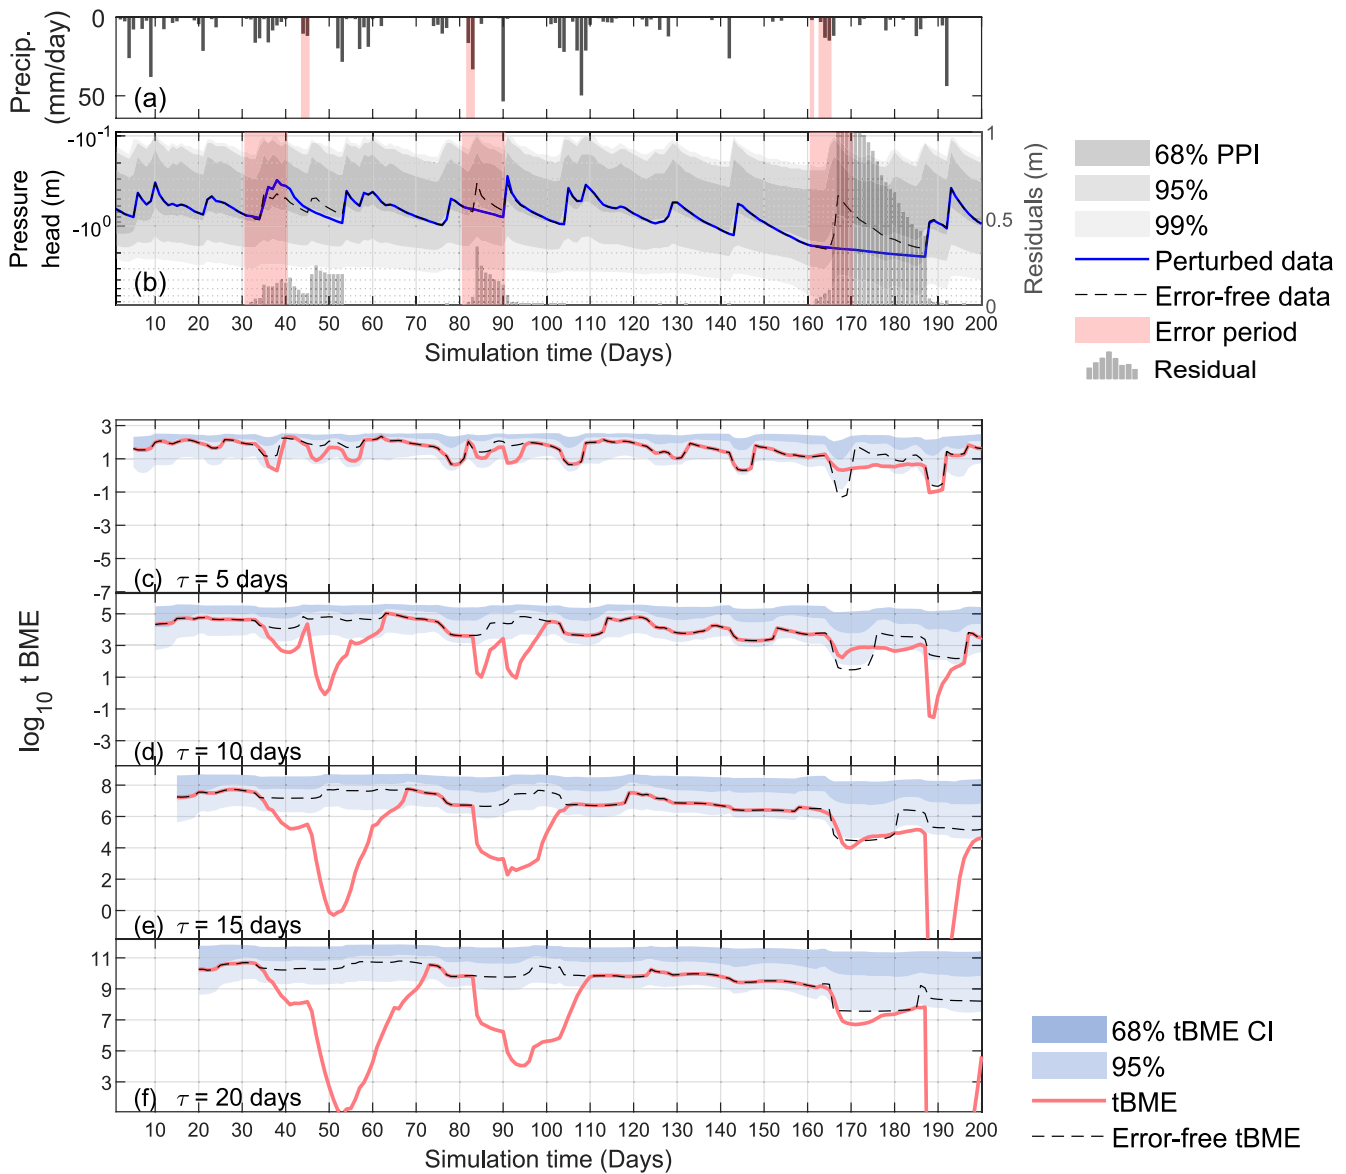 0
50
Precip.
(mm/day)
(a)
-10^-1
-10^0
Pressure
head (m)
(b)
1
0.5
0
Residuals (m)
10 20 30 40 50 60 70 80 90 100 110 120 130 140 150 160 170 180 190 200
Simulation time (Days)
68% PPI
95%
99%
Perturbed data
Error-free data
Error period
Residual
log10 t BME
3
1
-1
-3
-5
-7
(c) τ = 5 days
5
3
1
-1
-3
(d) τ = 10 days
8
6
4
2
0
(e) τ = 15 days
11
9
7
5
3
(f) τ = 20 days
10 20 30 40 50 60 70 80 90 100 110 120 130 140 150 160 170 180 190 200
Simulation time (Days)
68% tBME CI
95%
tBME
Error-free tBME